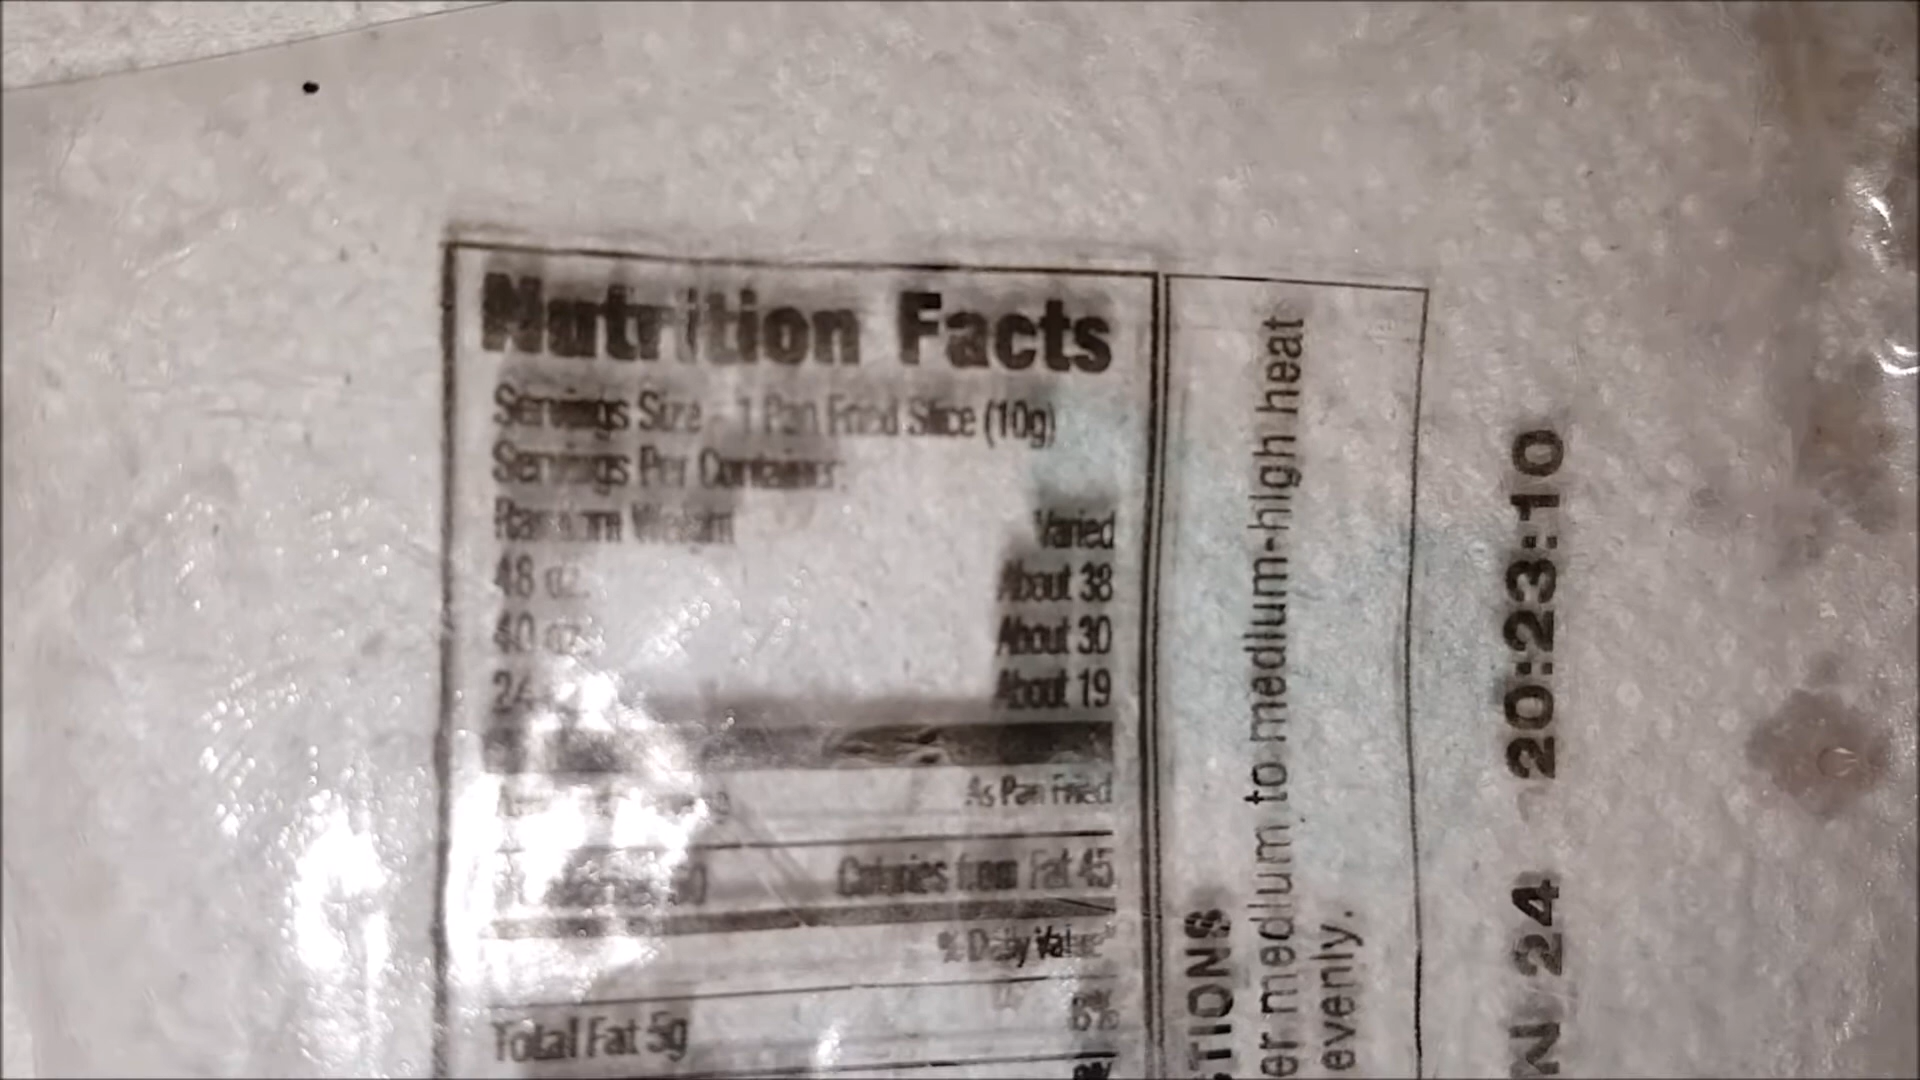 Nutrition Facts
Servings Size - 1 Pan Fried Slice (10g)
Servings Per Container:
Random Weight Varied
48 oz. About 38
40 oz. About 30
24 About 19
As Pan Fried
Calories from Fat 45
% Daily Value*
Total Fat 5g 8%
TIONS
er medium to medium-high heat
evenly.
N 24 20:23:10